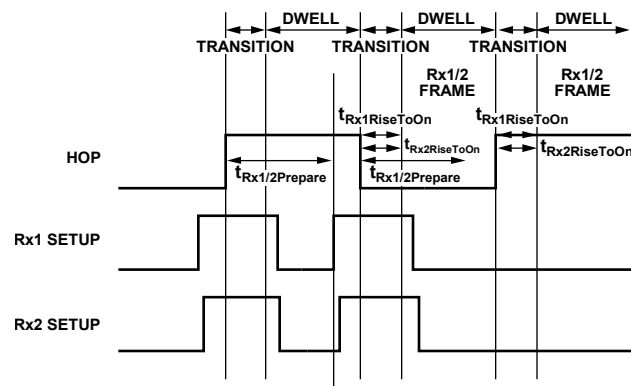 DWELL DWELL DWELL
TRANSITION TRANSITION TRANSITION
Rx1/2 FRAME Rx1/2 FRAME
tRx1RiseToOn tRx1RiseToOn
HOP tRx2RiseToOn tRx2RiseToOn
tRx1/2Prepare tRx1/2Prepare
Rx1 SETUP
Rx2 SETUP